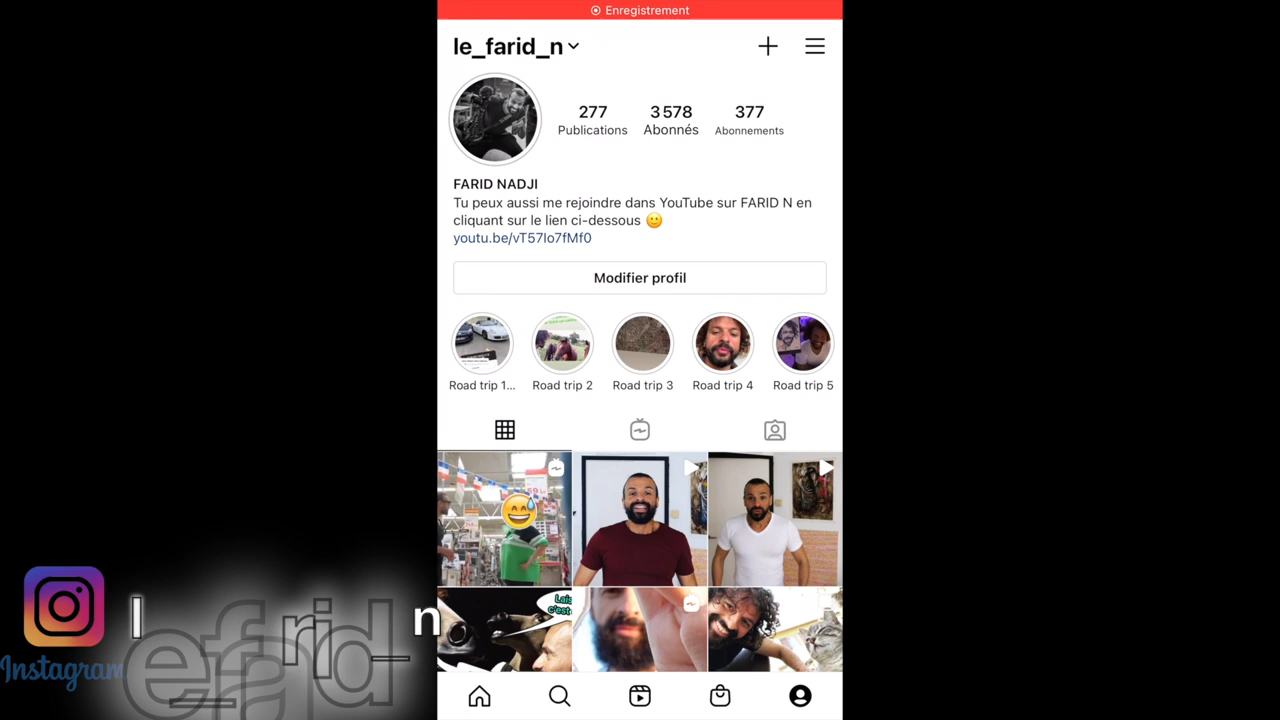 Enregistrement
le_farid_n
277
3 578
377
Publications
Abonnés
Abonnements
FARID NADJI
Tu peux aussi me rejoindre dans YouTube sur FARID N en
cliquant sur le lien ci-dessous 🙂
youtu.be/vT57Io7fMf0
Modifier profil
Road trip 1...
Road trip 2
Road trip 3
Road trip 4
Road trip 5
Lais
c'est
Instagram